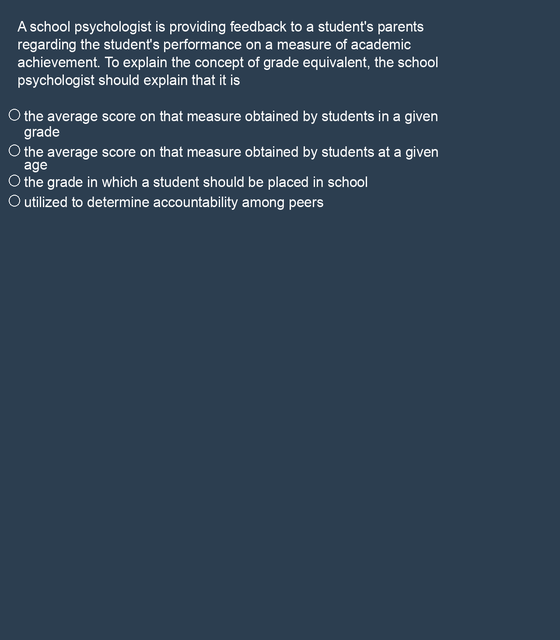 A school psychologist is providing feedback to a student's parents
regarding the student's performance on a measure of academic
achievement. To explain the concept of grade equivalent, the school
psychologist should explain that it is
the average score on that measure obtained by students in a given
grade
the average score on that measure obtained by students at a given
age
the grade in which a student should be placed in school
utilized to determine accountability among peers